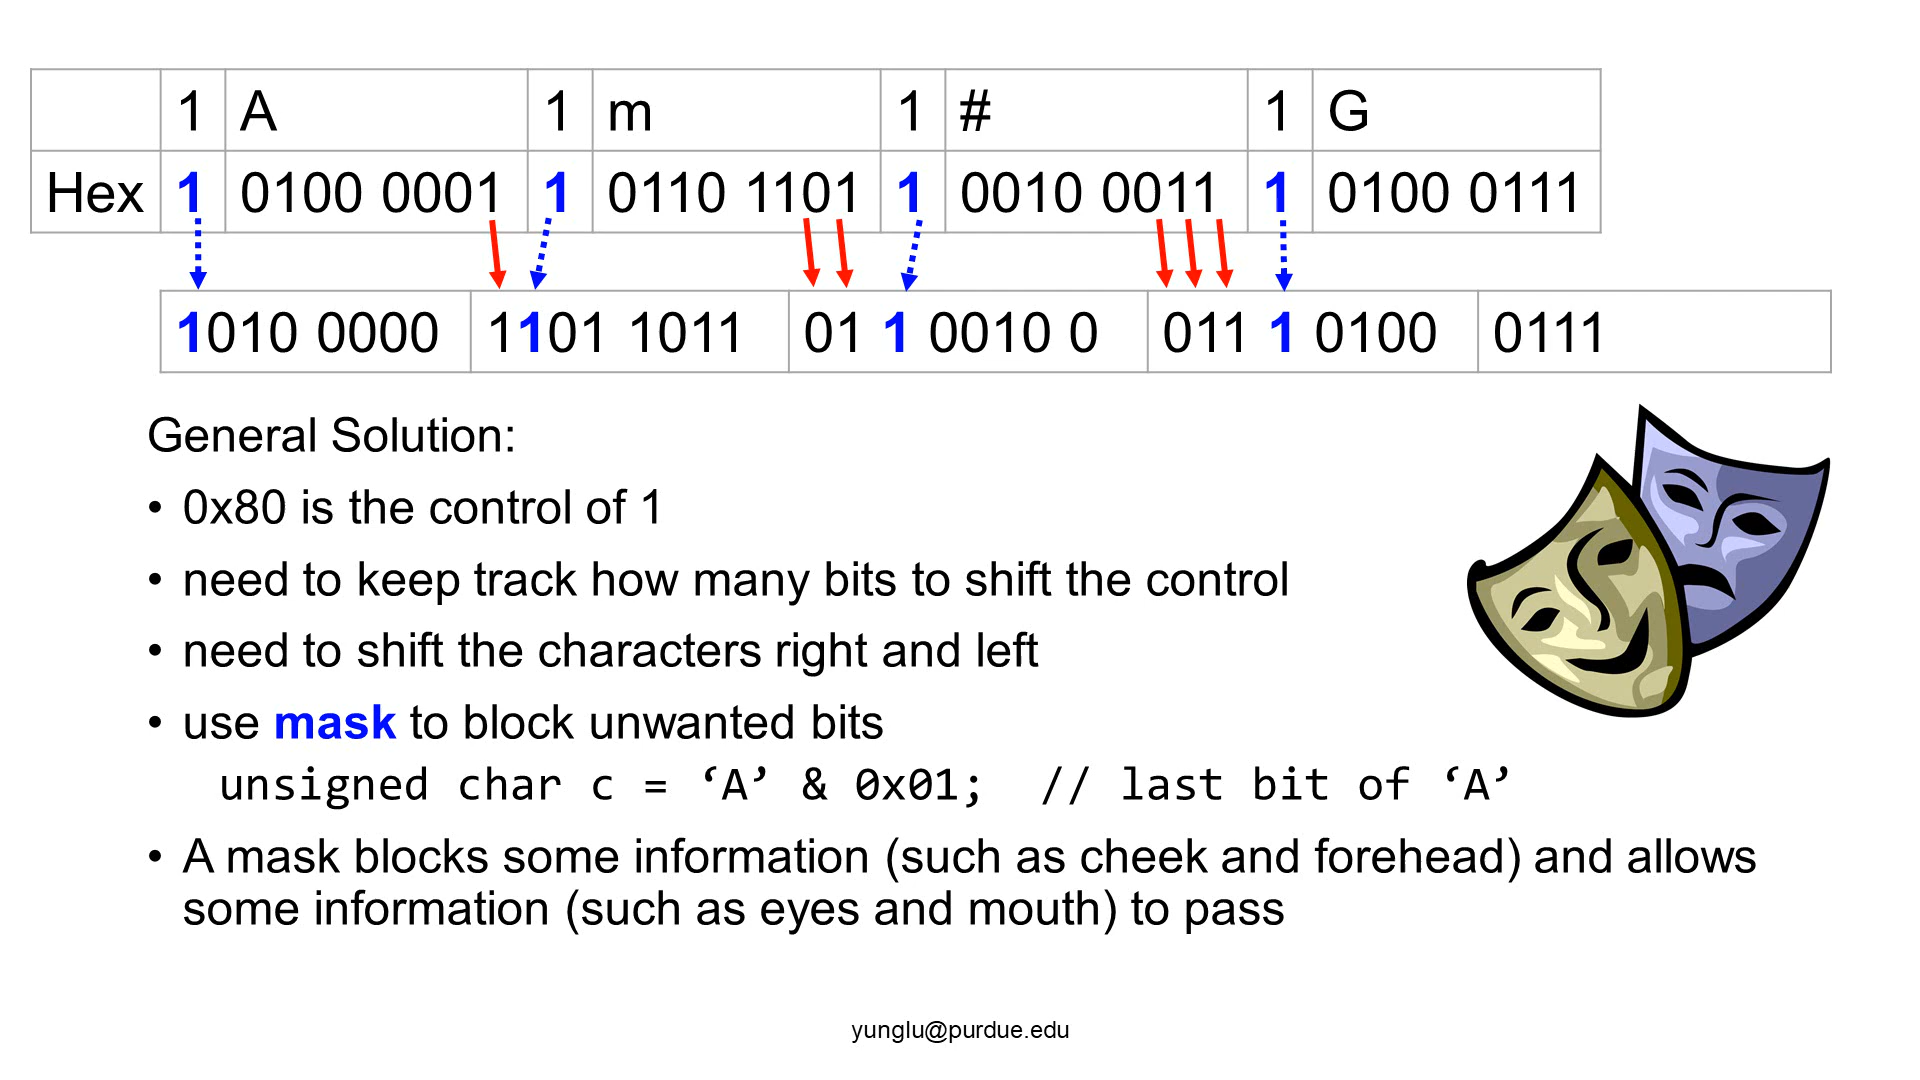 1 A 1 m 1 # 1 G
Hex 1 0100 0001 1 0110 1101 1 0010 0011 1 0100 0111
1010 0000 1101 1011 01 1 0010 0 011 1 0100 0111
General Solution:
• 0x80 is the control of 1
• need to keep track how many bits to shift the control
• need to shift the characters right and left
• use mask to block unwanted bits
unsigned char c = ‘A’ & 0x01; // last bit of ‘A’
• A mask blocks some information (such as cheek and forehead) and allows
some information (such as eyes and mouth) to pass
yunglu@purdue.edu